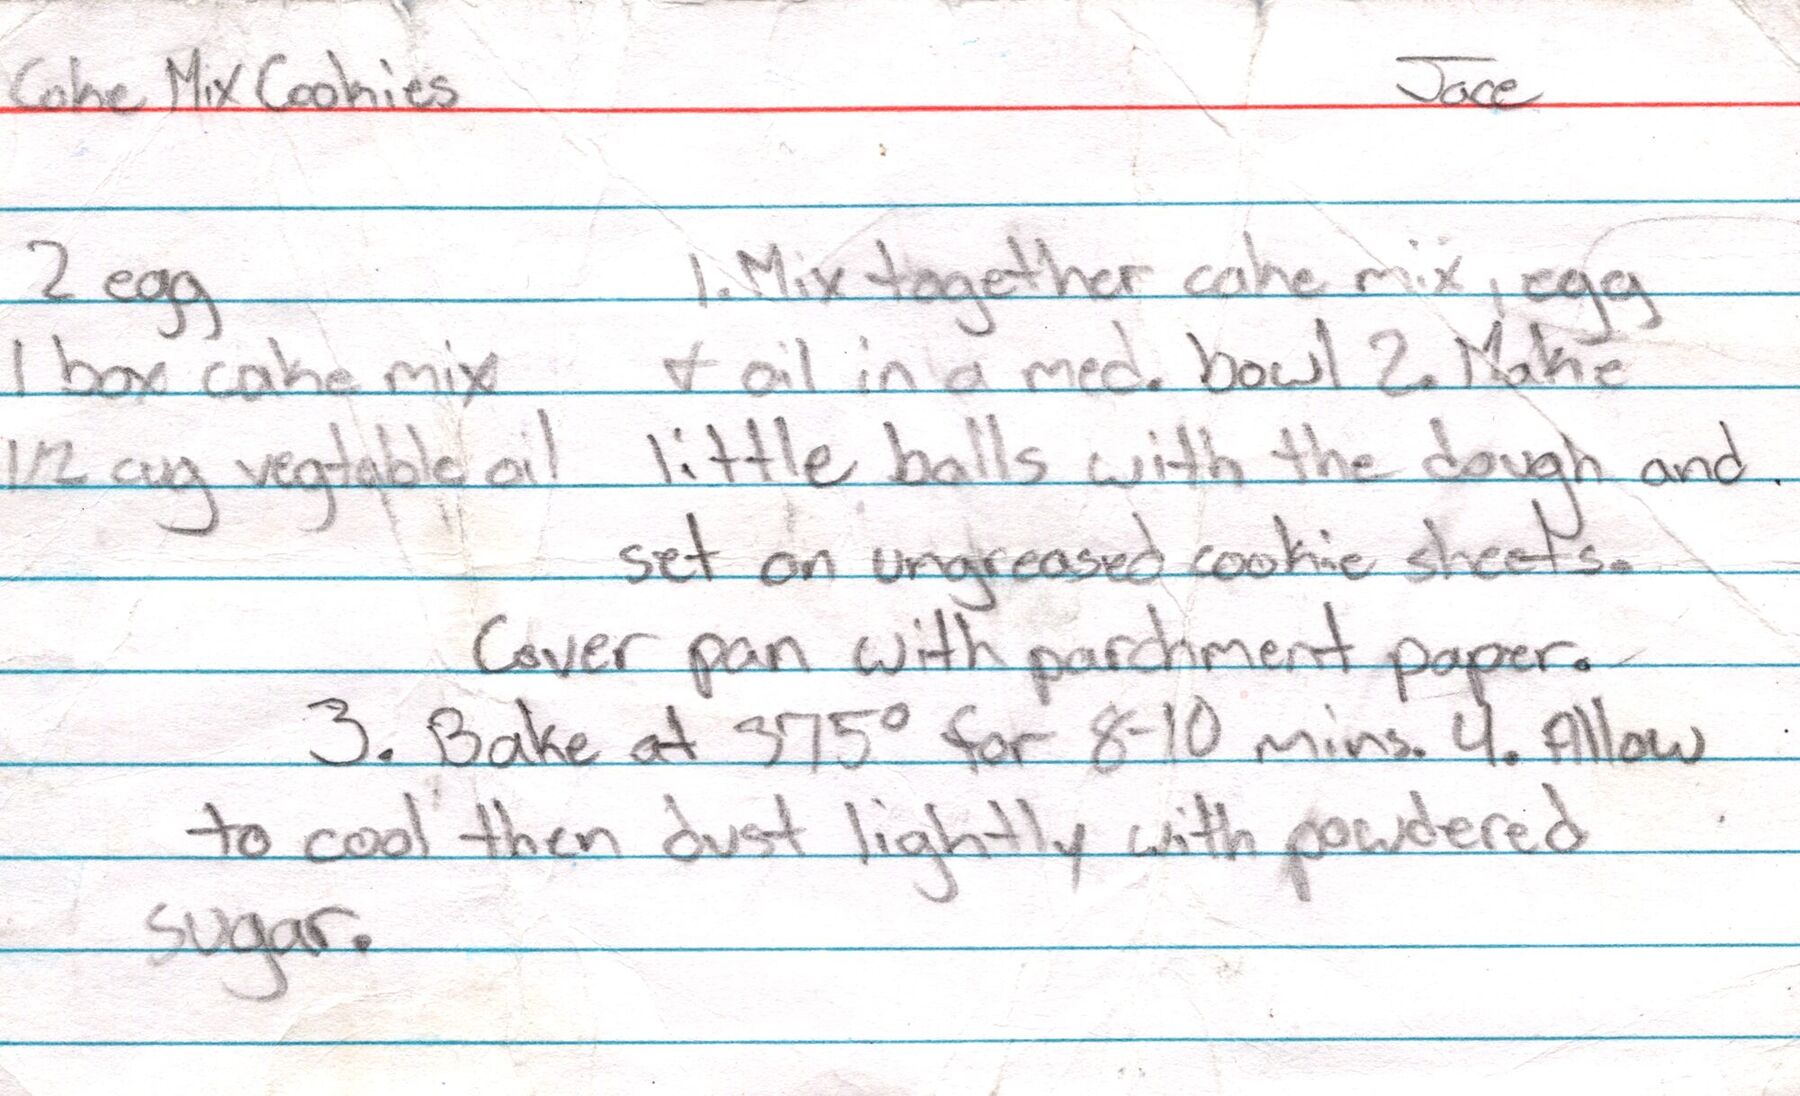 Cake Mix Cookies Jace
2 egg 1. Mix together cake mix, egg
1 box cake mix & oil in a med. bowl 2. Make
1/2 cug vegtable oil little balls with the dough and
set on ungreased cookie sheets.
Cover pan with parchment paper.
3. Bake at 375° for 8-10 mins. 4. Allow
to cool then dust lightly with powdered
sugar.